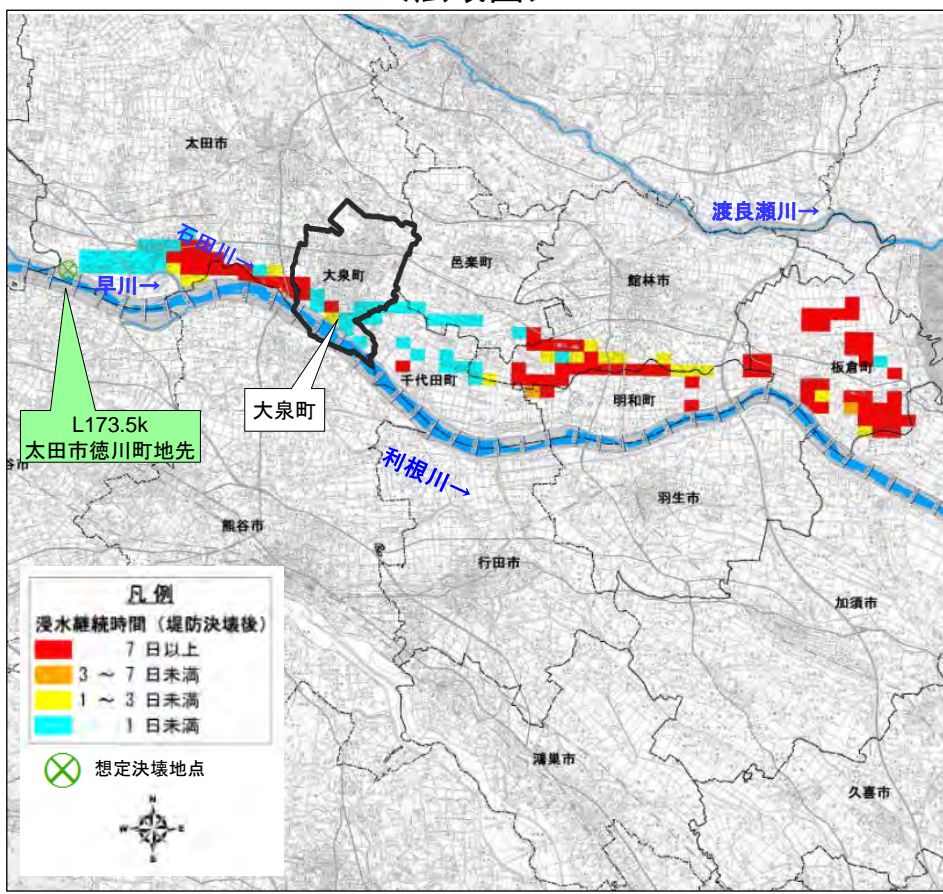 太田市
渡良瀬川→
石田川→
大泉町
邑楽町
館林市
早川→
板倉町
千代田町
明和町
大泉町
L173.5k
太田市徳川町地先
利根川→
谷市
羽生市
熊谷市
行田市
加須市
凡例
浸水継続時間(堤防決壊後)
7 日以上
3 ~ 7 日未満
1 ~ 3 日未満
1 日未満
想定決壊地点
鴻巣市
久喜市
N
W E
S